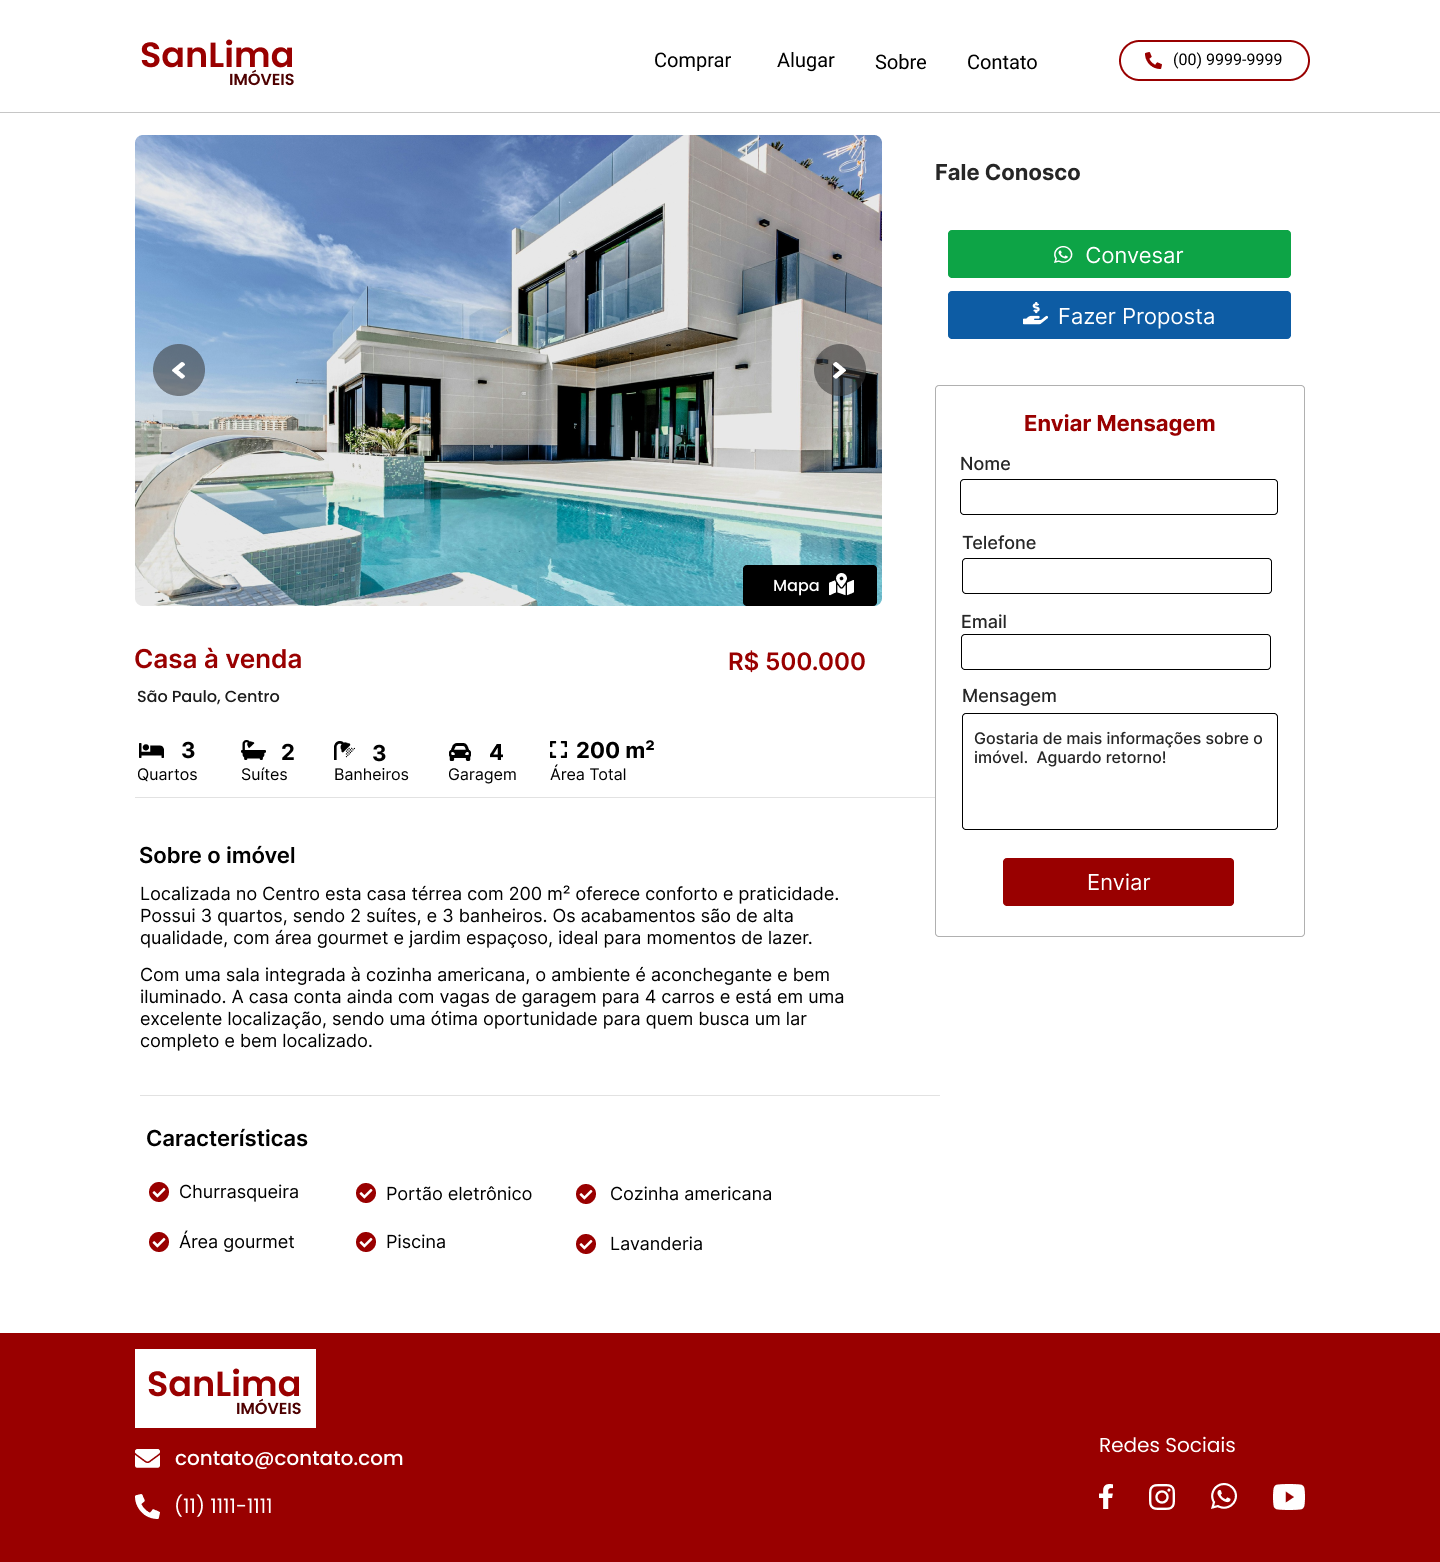 SanLima
IMÓVEIS
Comprar
Alugar
Sobre
Contato
(00) 9999-9999
Mapa
Casa à venda
R$ 500.000
São Paulo, Centro
3
Quartos
2
Suítes
3
Banheiros
4
Garagem
200 m²
Área Total
Sobre o imóvel
Localizada no Centro esta casa térrea com 200 m² oferece conforto e praticidade.
Possui 3 quartos, sendo 2 suítes, e 3 banheiros. Os acabamentos são de alta
qualidade, com área gourmet e jardim espaçoso, ideal para momentos de lazer.
Com uma sala integrada à cozinha americana, o ambiente é aconchegante e bem
iluminado. A casa conta ainda com vagas de garagem para 4 carros e está em uma
excelente localização, sendo uma ótima oportunidade para quem busca um lar
completo e bem localizado.
Características
Churrasqueira
Portão eletrônico
Cozinha americana
Área gourmet
Piscina
Lavanderia
Fale Conosco
Convesar
Fazer Proposta
Enviar Mensagem
Nome
Telefone
Email
Mensagem
Gostaria de mais informações sobre o
imóvel.  Aguardo retorno!
Enviar
SanLima
IMÓVEIS
contato@contato.com
(11) 1111-1111
Redes Sociais